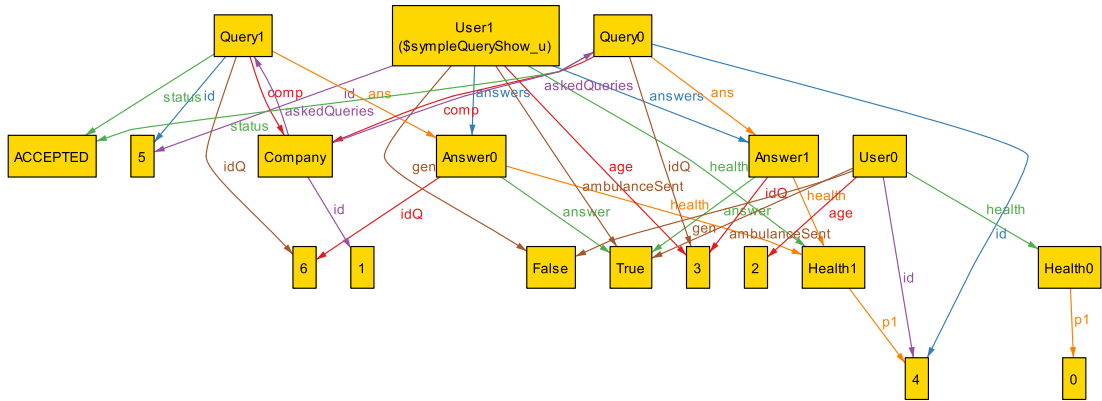 Query1
User1
($sympleQueryShow_u)
Query0
status
id
comp
id
ans
askedQueries
answers
comp
askedQueries
answers
ans
status
ACCEPTED
5
Company
Answer0
Answer1
User0
idQ
gen
age
idQ
health
id
idQ
ambulanceSent
health
idQ
answer
health
answer
gen
ambulanceSent
age
health
id
id
6
1
False
True
3
2
Health1
Health0
p1
p1
4
0